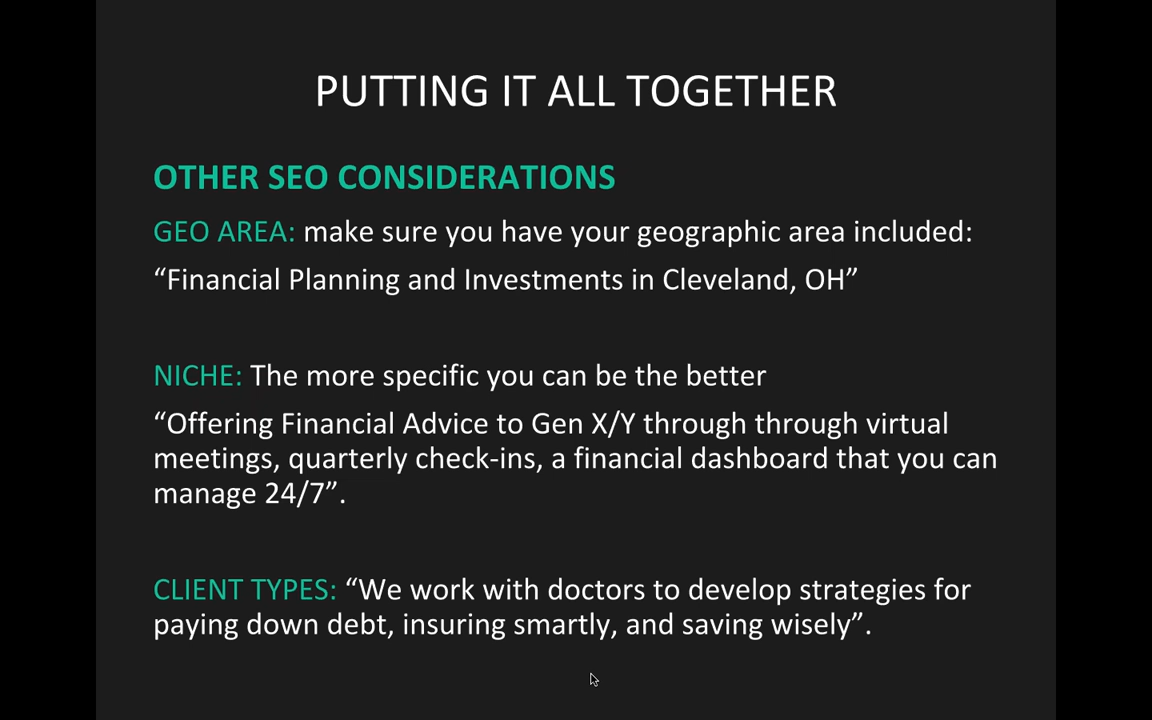 PUTTING IT ALL TOGETHER
OTHER SEO CONSIDERATIONS
GEO AREA: make sure you have your geographic area included:
“Financial Planning and Investments in Cleveland, OH”
NICHE: The more specific you can be the better
“Offering Financial Advice to Gen X/Y through through virtual
meetings, quarterly check-ins, a financial dashboard that you can
manage 24/7”.
CLIENT TYPES: “We work with doctors to develop strategies for
paying down debt, insuring smartly, and saving wisely”.